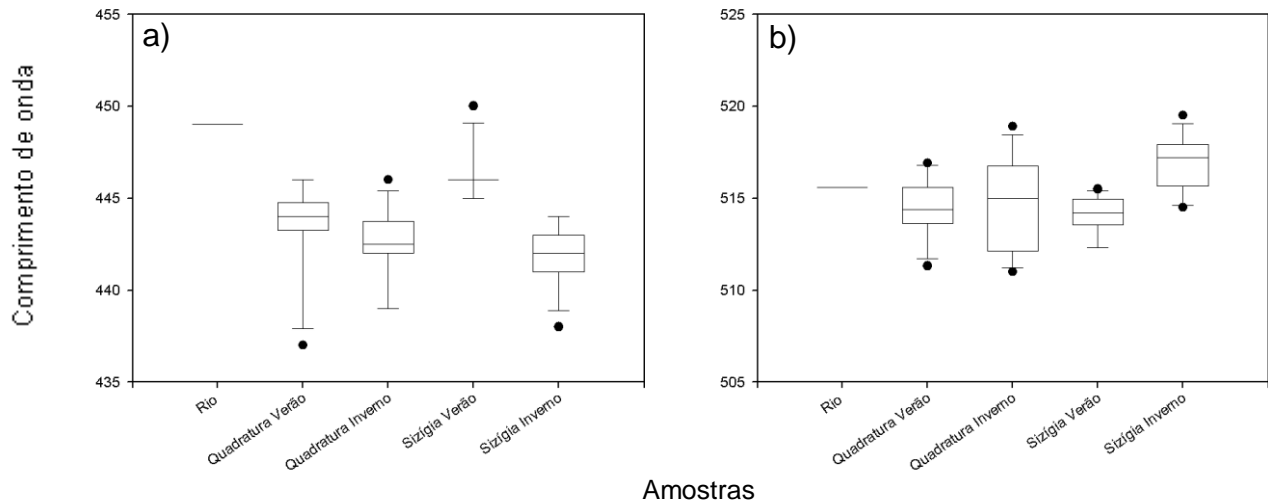 Comprimento de onda
a)
455
450
445
440
435
Rio
Quadratura Verão
Quadratura Inverno
Sizígia Verão
Sizígia Inverno
b)
525
520
515
510
505
Rio
Quadratura Verão
Quadratura Inverno
Sizígia Verão
Sizígia Inverno
Amostras